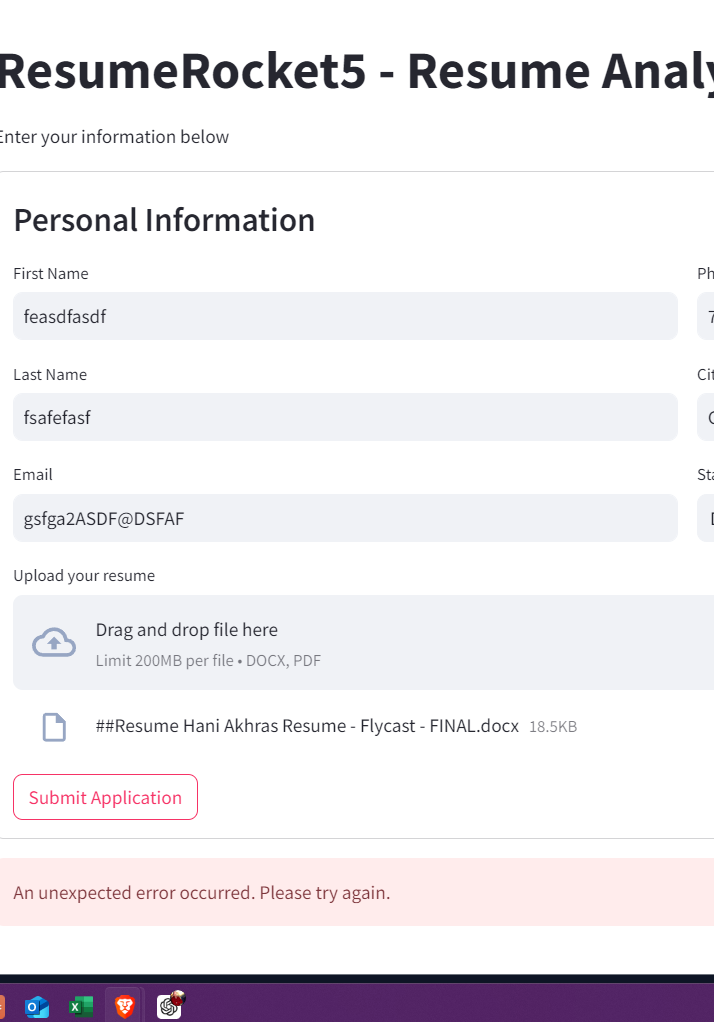 ResumeRocket5 - Resume Analy
Enter your information below
Personal Information
First Name
Ph
feasdfasdf
7
Last Name
Cit
fsafefasf
Email
Sta
gsfga2ASDF@DSFAF
Upload your resume
Drag and drop file here
Limit 200MB per file • DOCX, PDF
##Resume Hani Akhras Resume - Flycast - FINAL.docx 18.5KB
Submit Application
An unexpected error occurred. Please try again.